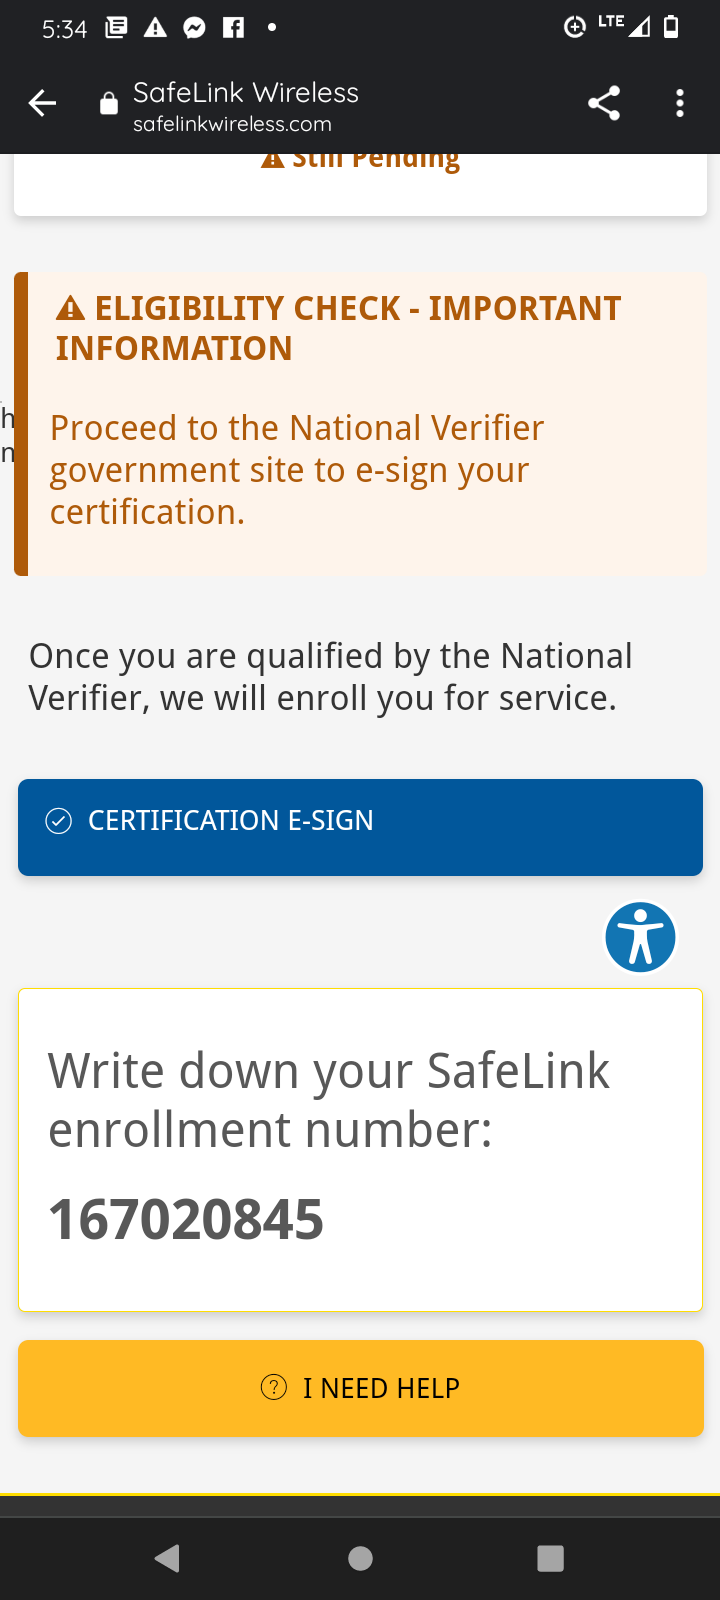 5:34
LTE
SafeLink Wireless
safelinkwireless.com
Still Pending
ELIGIBILITY CHECK - IMPORTANT
INFORMATION
h
n
Proceed to the National Verifier
government site to e-sign your
certification.
Once you are qualified by the National
Verifier, we will enroll you for service.
CERTIFICATION E-SIGN
Write down your SafeLink
enrollment number:
167020845
I NEED HELP